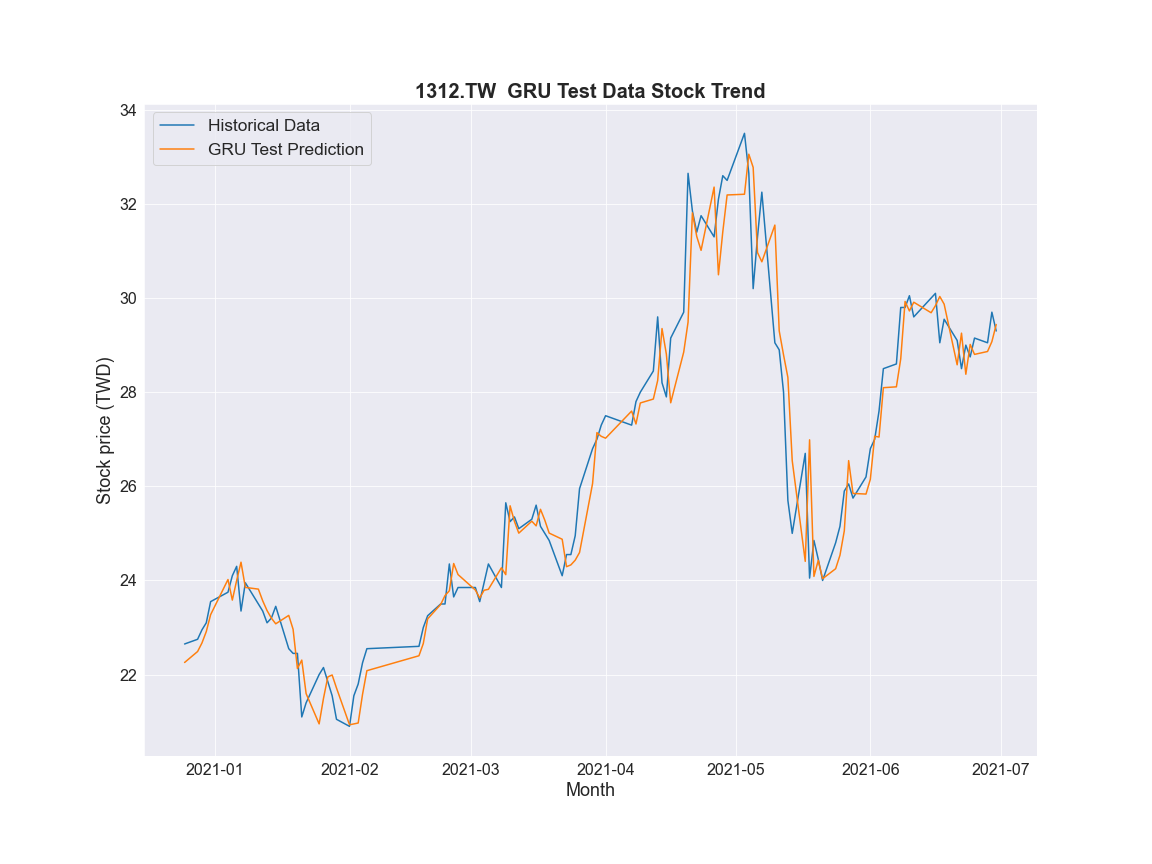 1312.TW  GRU Test Data Stock Trend
Historical Data
GRU Test Prediction
34
32
30
28
26
24
22
Stock price (TWD)
2021-01 2021-02 2021-03 2021-04 2021-05 2021-06 2021-07
Month